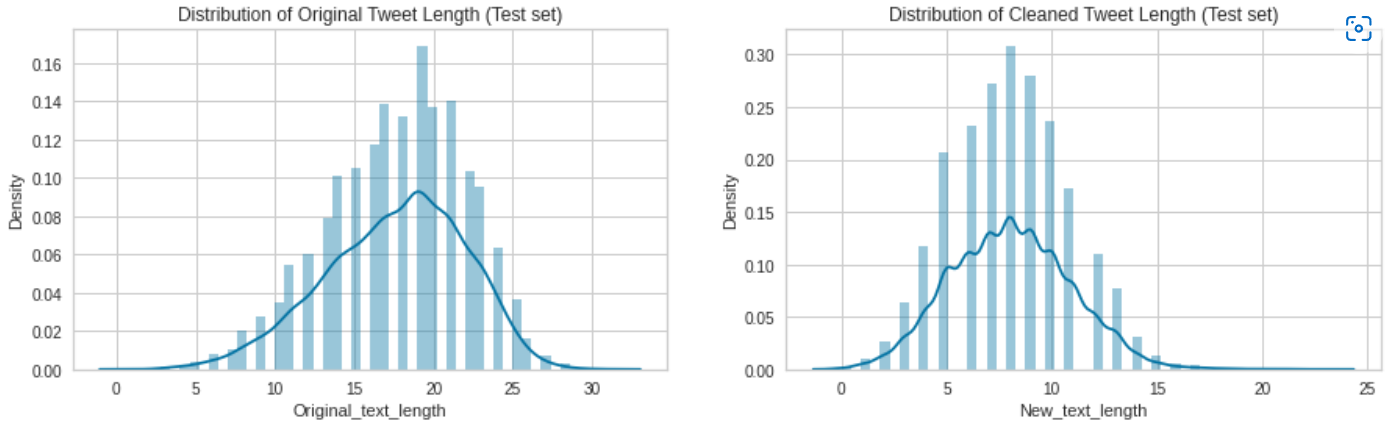 Distribution of Original Tweet Length (Test set)
0.16
0.14
0.12
0.10
0.08
0.06
0.04
0.02
0.00
Density
0 5 10 15 20 25 30
Original_text_length
Distribution of Cleaned Tweet Length (Test set)
0.30
0.25
0.20
0.15
0.10
0.05
0.00
Density
0 5 10 15 20 25
New_text_length